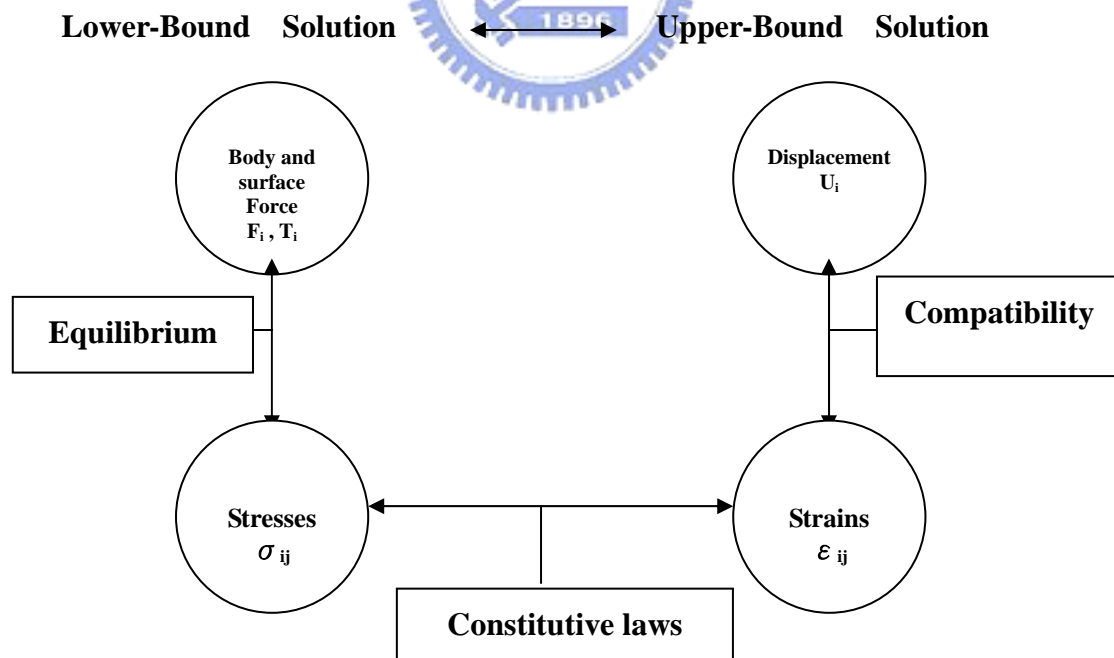 Lower-Bound Solution
1896
Upper-Bound Solution
Body and
surface
Force
Fi , Ti
Displacement
Ui
Equilibrium
Compatibility
Stresses
σ ij
Strains
ε ij
Constitutive laws